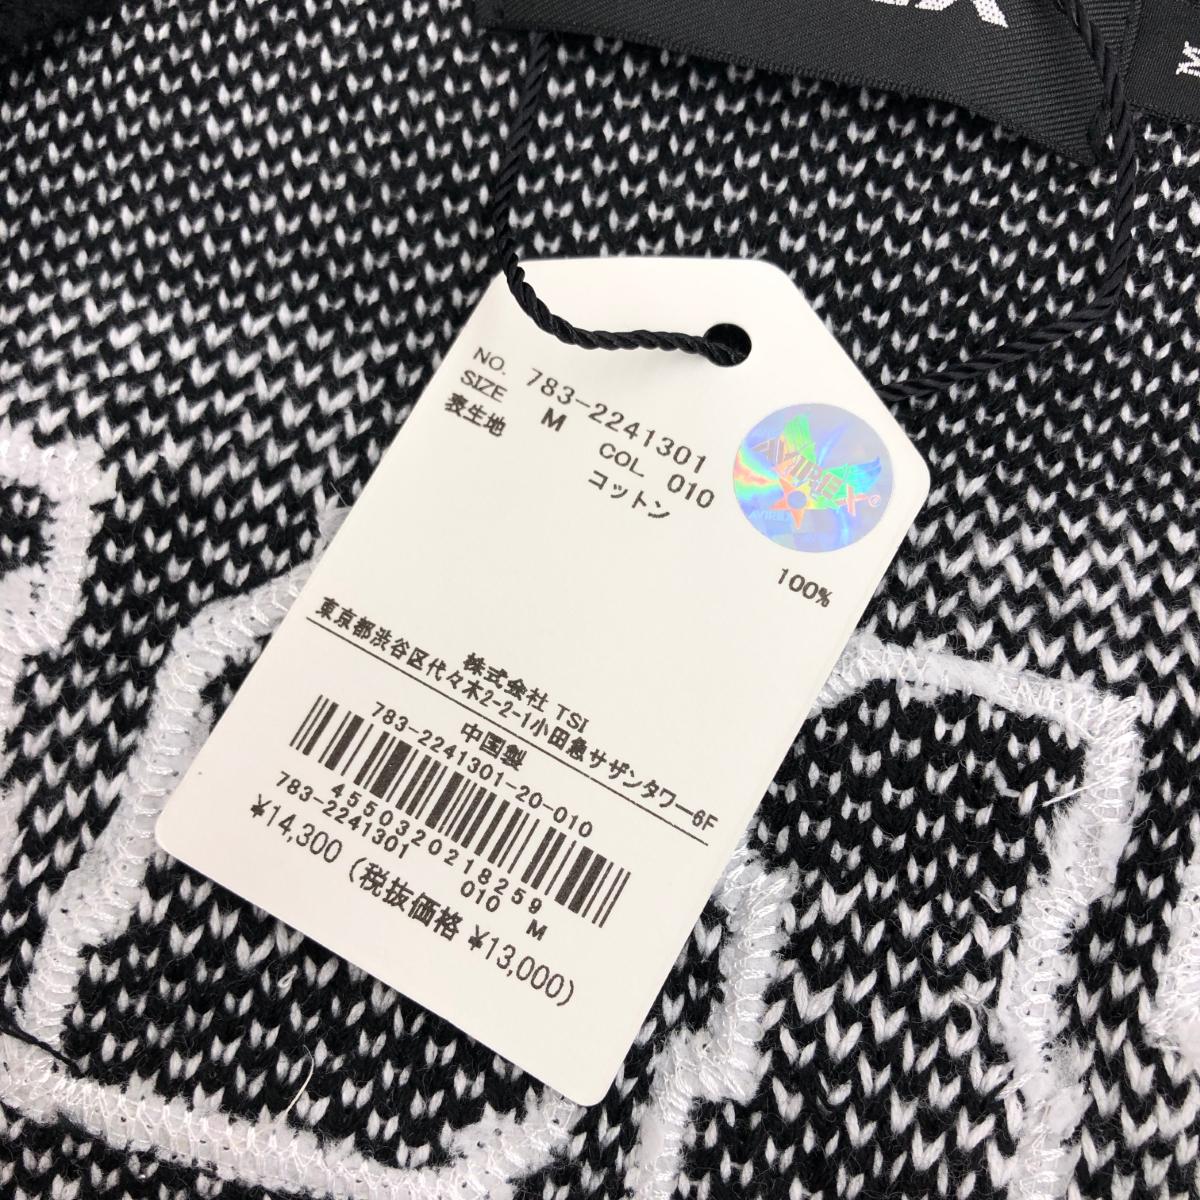 M
NO. 783-2241301
SIZE M COL 010
表生地 コットン 100%
AVIREX®
AVIREX
株式会社 TSI
東京都渋谷区代々木2-2-1小田急サザンタワー6F
中国製
783-2241301-20-010
4550320218259
783-2241301 010 M
¥14,300 (税抜価格 ¥13,000)